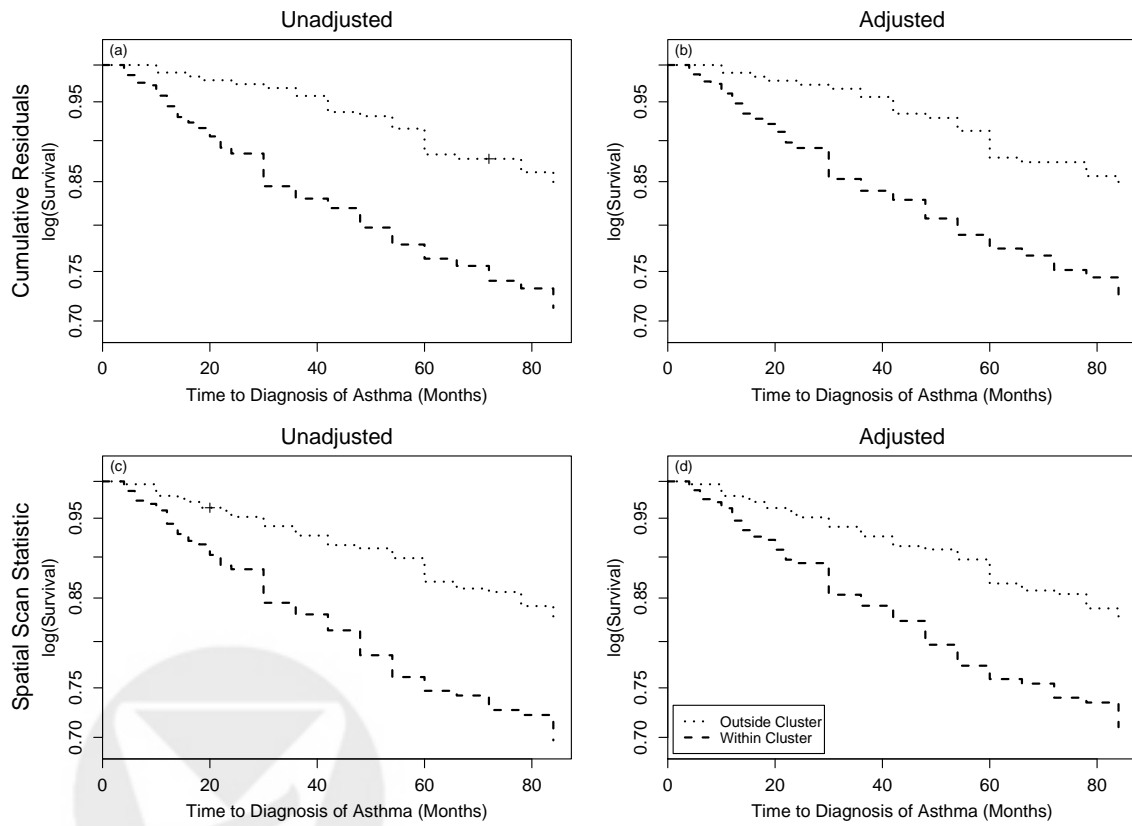 Unadjusted
Adjusted
Cumulative Residuals
(a)
log(Survival)
0.95
0.85
0.75
0.70
0 20 40 60 80
Time to Diagnosis of Asthma (Months)
(b)
log(Survival)
0.95
0.85
0.75
0.70
0 20 40 60 80
Time to Diagnosis of Asthma (Months)
Unadjusted
Adjusted
Spatial Scan Statistic
(c)
log(Survival)
0.95
0.85
0.75
0.70
0 20 40 60 80
Time to Diagnosis of Asthma (Months)
(d)
log(Survival)
0.95
0.85
0.75
0.70
Outside Cluster
Within Cluster
0 20 40 60 80
Time to Diagnosis of Asthma (Months)